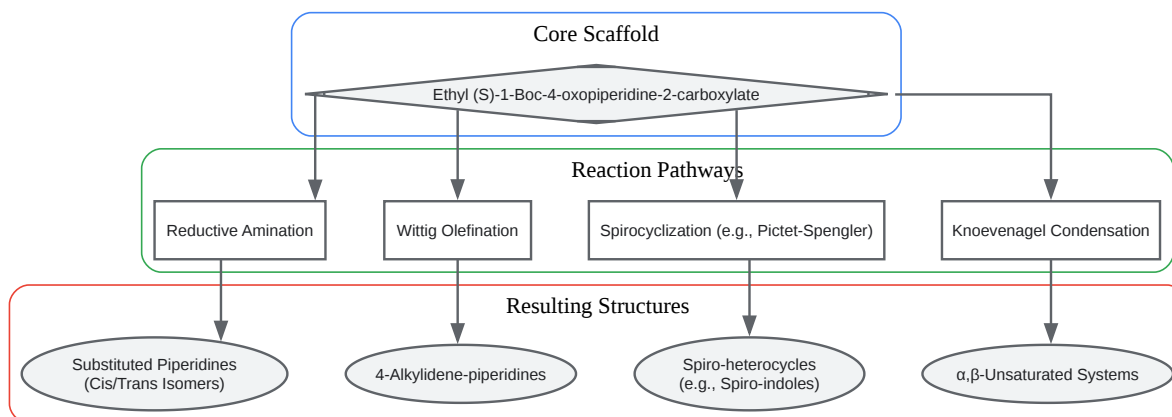 Core Scaffold
Ethyl (S)-1-Boc-4-oxopiperidine-2-carboxylate
Reaction Pathways
Reductive Amination
Wittig Olefination
Spirocyclization (e.g., Pictet-Spengler)
Knoevenagel Condensation
Resulting Structures
Substituted Piperidines
(Cis/Trans Isomers)
4-Alkylidene-piperidines
Spiro-heterocycles
(e.g., Spiro-indoles)
α,β-Unsaturated Systems